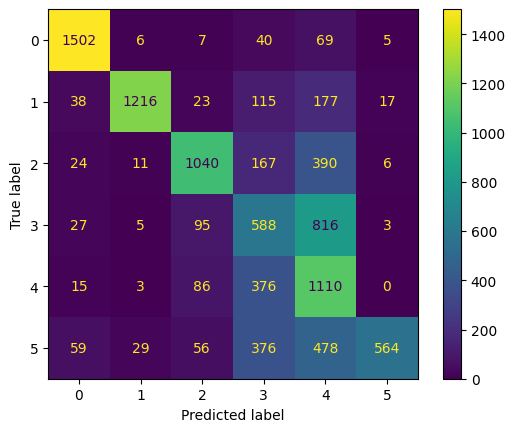 0 1502 6 7 40 69 5
1 38 1216 23 115 177 17
2 24 11 1040 167 390 6
3 27 5 95 588 816 3
4 15 3 86 376 1110 0
5 59 29 56 376 478 564
0 1 2 3 4 5
Predicted label
True label
1400
1200
1000
800
600
400
200
0